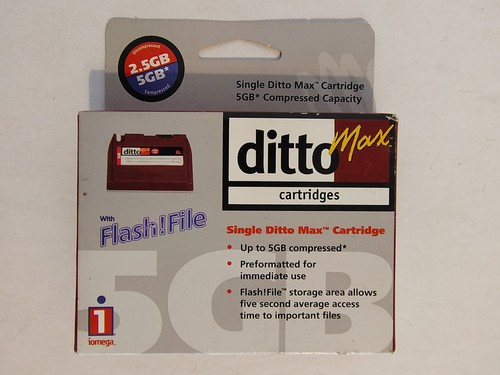 Uncompressed
2.5GB
5GB*
Compressed
Single Ditto Max™ Cartridge
5GB* Compressed Capacity
ditto Max
cartridges
ditto
With
Flash!File
Single Ditto Max™ Cartridge
• Up to 5GB compressed*
• Preformatted for
immediate use
• Flash!File™ storage area allows
five second average access
time to important files
5GB
iomega